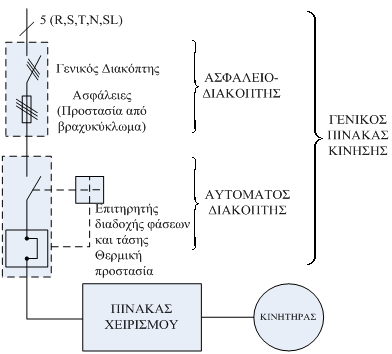 5 (R,S,T,N,SL)
Γενικός Διακόπτης
Ασφάλειες
(Προστασία από
βραχυκύκλωμα)
ΑΣΦΑΛΕΙΟ-
ΔΙΑΚΟΠΤΗΣ
ΓΕΝΙΚΟΣ
ΠΙΝΑΚΑΣ
ΚΙΝΗΣΗΣ
Επιτηρητής
διαδοχής φάσεων
και τάσης
Θερμική
προστασία
ΑΥΤΟΜΑΤΟΣ
ΔΙΑΚΟΠΤΗΣ
ΠΙΝΑΚΑΣ
ΧΕΙΡΙΣΜΟΥ
ΚΙΝΗΤΗΡΑΣ